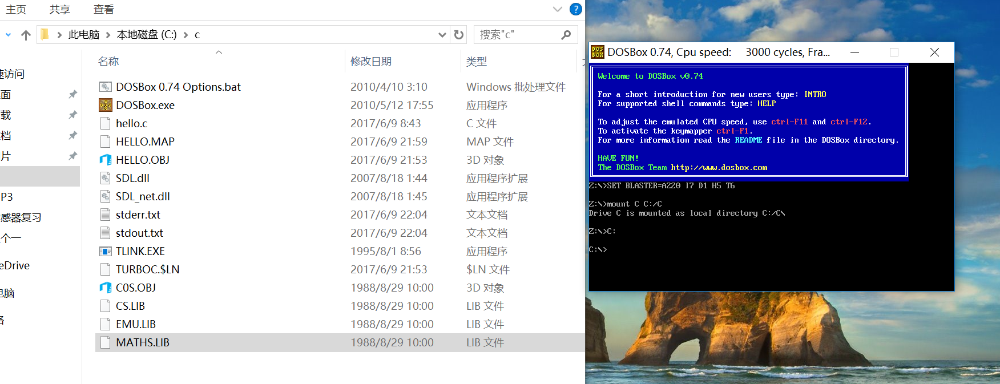 主页 共享 查看
?
此电脑 本地磁盘 (C:) c
搜索"c"
名称 修改日期 类型
速访问
面
载
档
片
P3
感器复习
个一
eDrive
电脑
络
DOSBox 0.74 Options.bat 2010/4/10 3:10 Windows 批处理文件
DOSBox.exe 2010/5/12 17:55 应用程序
hello.c 2017/6/9 8:43 C 文件
HELLO.MAP 2017/6/9 21:59 MAP 文件
HELLO.OBJ 2017/6/9 21:53 3D 对象
SDL.dll 2007/8/18 1:44 应用程序扩展
SDL_net.dll 2007/8/18 1:45 应用程序扩展
stderr.txt 2017/6/9 22:04 文本文档
stdout.txt 2017/6/9 22:04 文本文档
TLINK.EXE 1995/8/1 8:56 应用程序
TURBOC.$LN 2017/6/9 21:53 $LN 文件
C0S.OBJ 1988/8/29 10:00 3D 对象
CS.LIB 1988/8/29 10:00 LIB 文件
EMU.LIB 1988/8/29 10:00 LIB 文件
MATHS.LIB 1988/8/29 10:00 LIB 文件
DOS BOX DOSBox 0.74, Cpu speed: 3000 cycles, Fra...
Welcome to DOSBox v0.74
For a short introduction for new users type: INTRO
For supported shell commands type: HELP
To adjust the emulated CPU speed, use ctrl-F11 and ctrl-F12.
To activate the keymapper ctrl-F1.
For more information read the README file in the DOSBox directory.
HAVE FUN!
The DOSBox Team http://www.dosbox.com
Z:\>SET BLASTER=A220 I7 D1 H5 T6
Z:\>mount C C:/C
Drive C is mounted as local directory C:/C\
Z:\>C:
C:\>